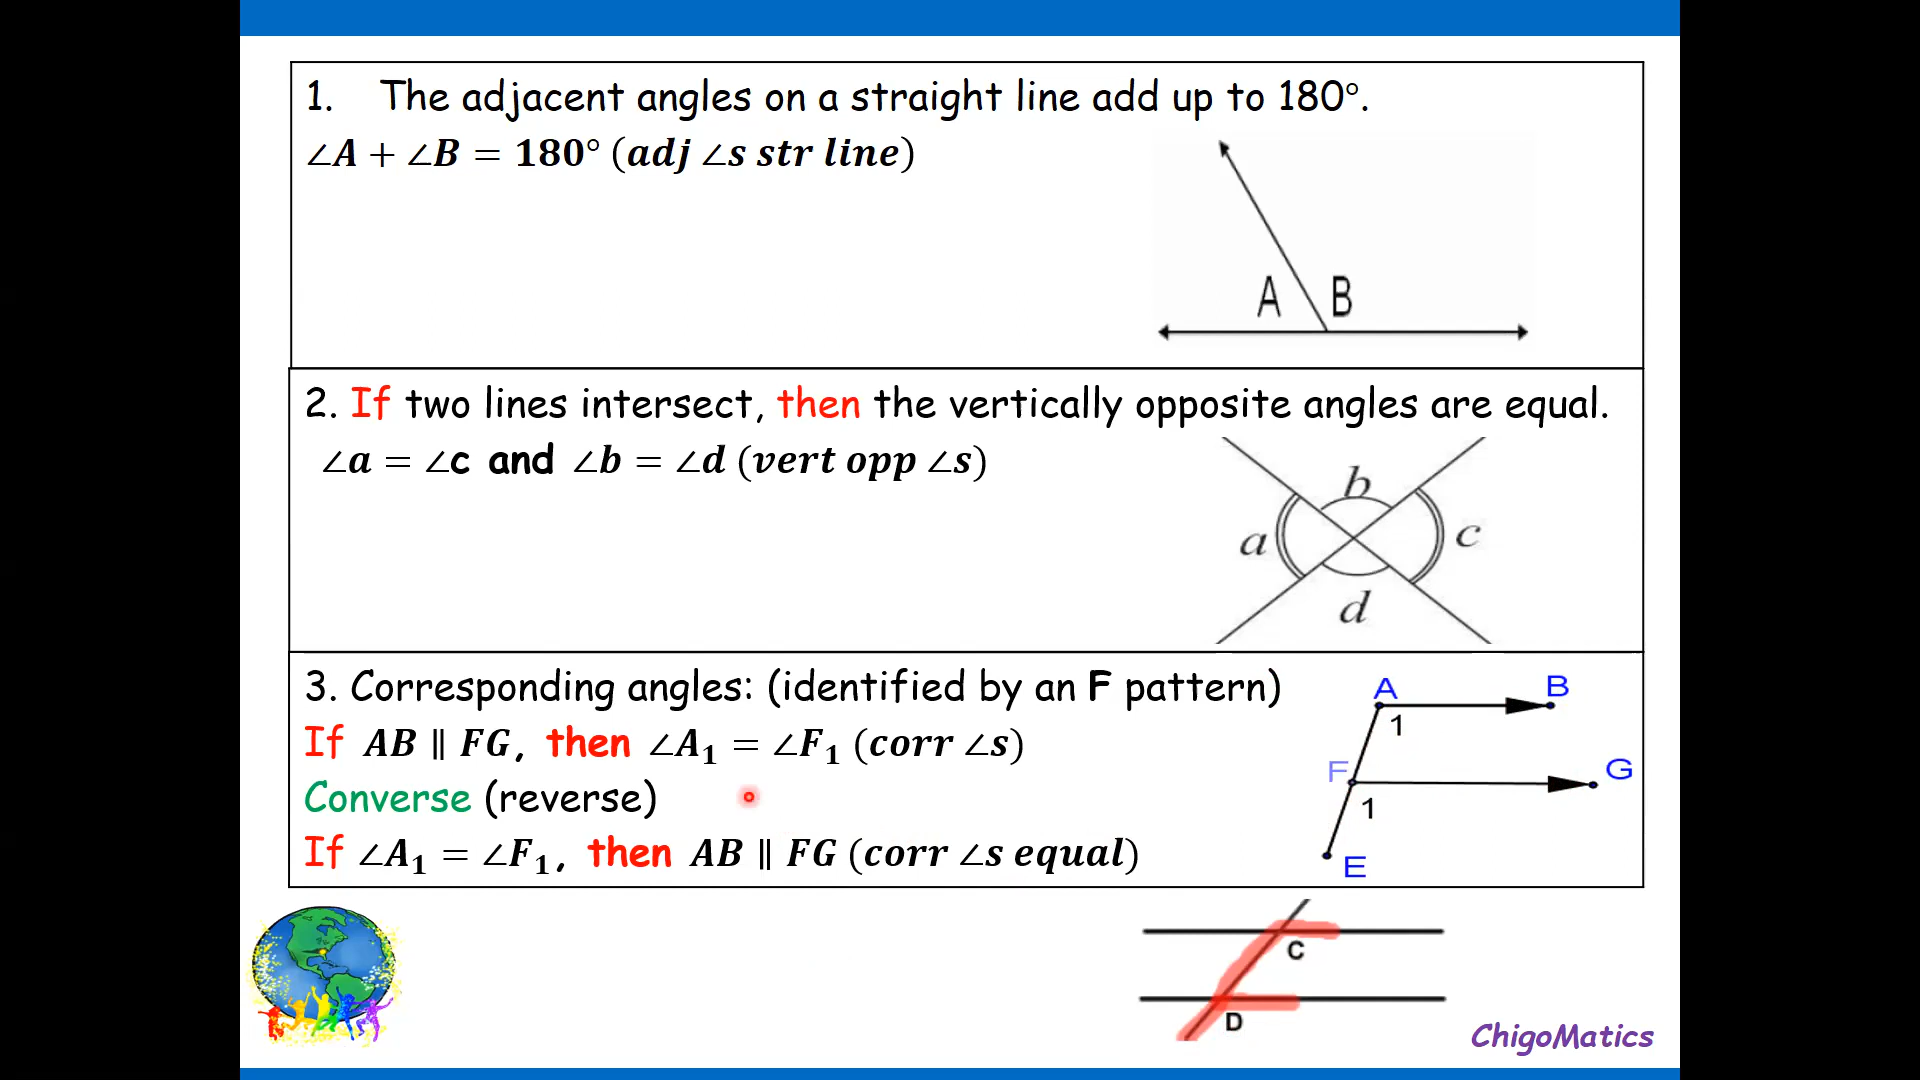 1. The adjacent angles on a straight line add up to 180°.
∠A + ∠B = 180° (adj ∠s str line)
A B
2. If two lines intersect, then the vertically opposite angles are equal.
∠a = ∠c and ∠b = ∠d (vert opp ∠s)
b
a
c
d
3. Corresponding angles: (identified by an F pattern)
If AB ∥ FG, then ∠A₁ = ∠F₁ (corr ∠s)
Converse (reverse)
If ∠A₁ = ∠F₁, then AB ∥ FG (corr ∠s equal)
A B
1
F G
1
E
C
D
ChigoMatics